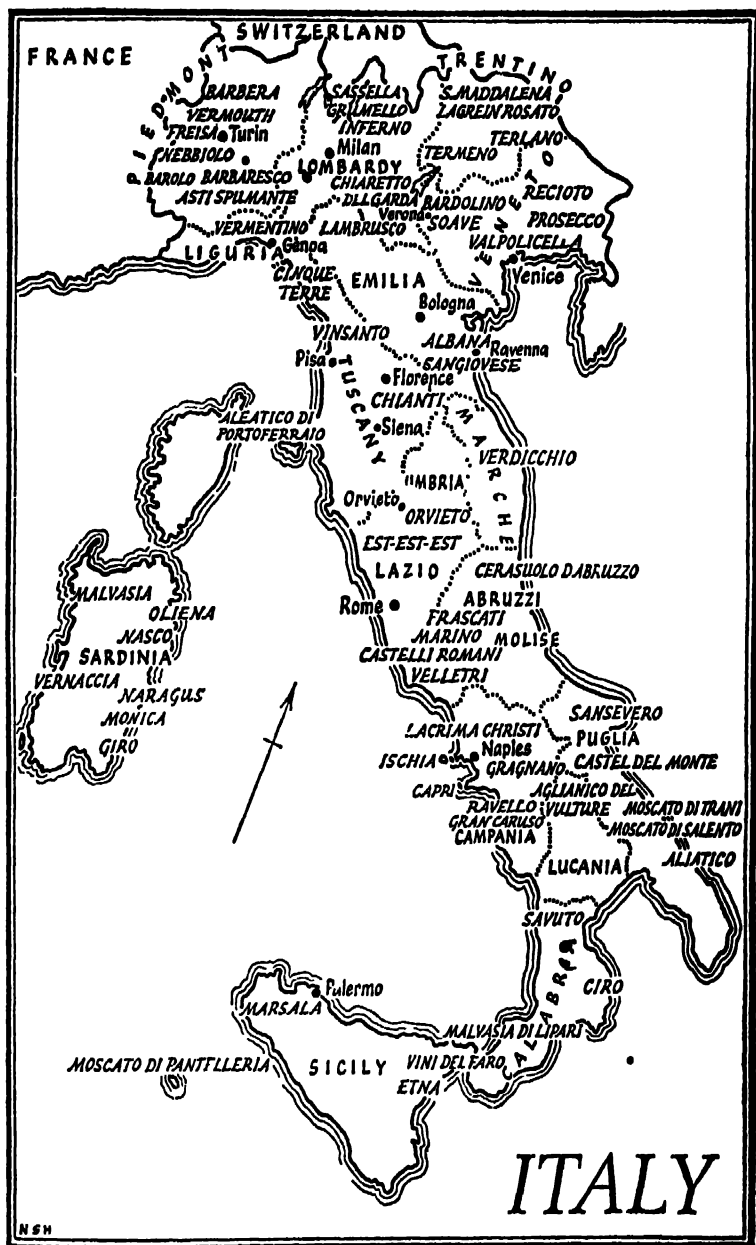 SWITZERLAND
FRANCE
PIEDMONT
TRENTINO
BARBERA
SASSELLA
S.MADDALENA
VERMOUTH
GRUMELLO
LAGREIN ROSATO
FREISA
Turin
INFERNO
TERLANO
NEBBIOLO
Milan
TERMENO
BAROLO
BARBARESCO
LOMBARDY
VENETO
ASTI SPUMANTE
CHIARETTO
DEL GARDA
BARDOLINO
RECIOTO
Verona
SOAVE
PROSECCO
VERMENTINO
LAMBRUSCO
VALPOLICELLA
LIGURIA
Genoa
Venice
CINQUE
TERRE
EMILIA
Bologna
VINSANTO
ALBANA
Ravenna
Pisa
SANGIOVESE
TUSCANY
Florence
CHIANTI
MARCHE
ALEATICO DI
PORTOFERRAIO
Siena
VERDICCHIO
UMBRIA
Orvieto
ORVIETO
EST-EST-EST
LAZIO
CERASUOLO D'ABRUZZO
MALVASIA
ABRUZZI
OLIENA
Rome
FRASCATI
NASCO
MARINO
MOLISE
SARDINIA
CASTELLI ROMANI
VERNACCIA
VELLETRI
NARAGUS
MONICA
SANSEVERO
GIRO
LACRIMA CHRISTI
PUGLIA
ISCHIA
Naples
GRAGNANO
CASTEL DEL MONTE
CAPRI
AGLIANICO DEL
VULTURE
RAVELLO
MOSCATO DI TRANI
GRAN CARUSO
MOSCATO DI SALENTO
CAMPANIA
ALIATICO
LUCANIA
SAVUTO
CALABRIA
CIRO
Palermo
MARSALA
MALVASIA DI LIPARI
MOSCATO DI PANTELLERIA
SICILY
VINI DEL FARO
ETNA
ITALY
NSH